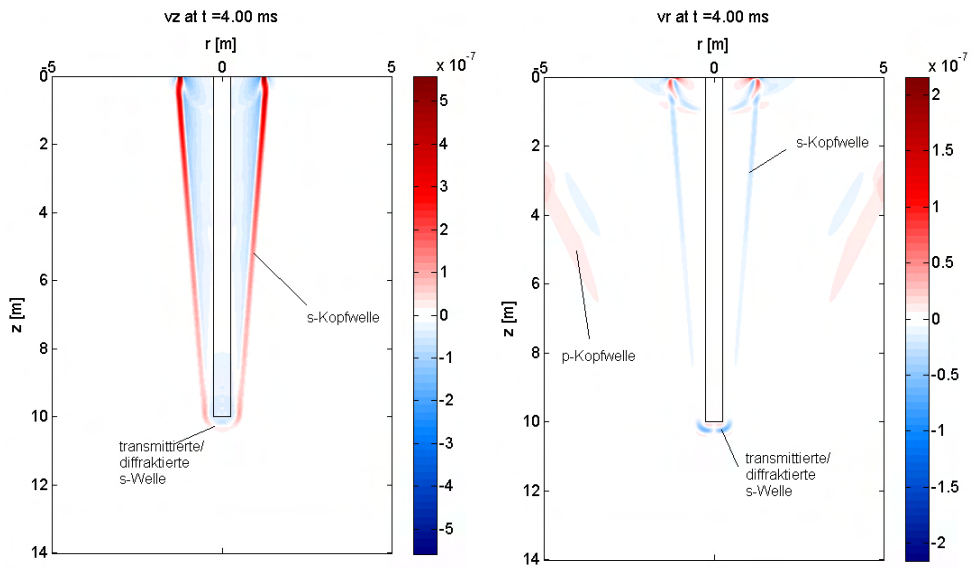 vz at t =4.00 ms
r [m]
x 10^-7
-5 0 5
0
2
4
6
8
10
12
14
z [m]
s-Kopfwelle
transmittierte/
diffraktierte
s-Welle
5
4
3
2
1
0
-1
-2
-3
-4
-5
vr at t =4.00 ms
r [m]
x 10^-7
-5 0 5
0
2
4
6
8
10
12
14
z [m]
s-Kopfwelle
p-Kopfwelle
transmittierte/
diffraktierte
s-Welle
2
1.5
1
0.5
0
-0.5
-1
-1.5
-2